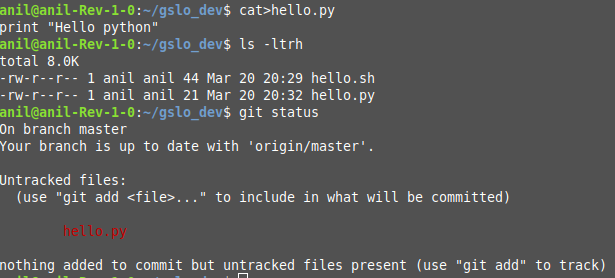 anil@anil-Rev-1-0:~/gslo_dev$ cat>hello.py
print "Hello python"
anil@anil-Rev-1-0:~/gslo_dev$ ls -ltrh
total 8.0K
-rw-r--r-- 1 anil anil 44 Mar 20 20:29 hello.sh
-rw-r--r-- 1 anil anil 21 Mar 20 20:32 hello.py
anil@anil-Rev-1-0:~/gslo_dev$ git status
On branch master
Your branch is up to date with 'origin/master'.
Untracked files:
  (use "git add <file>..." to include in what will be committed)
hello.py
nothing added to commit but untracked files present (use "git add" to track)